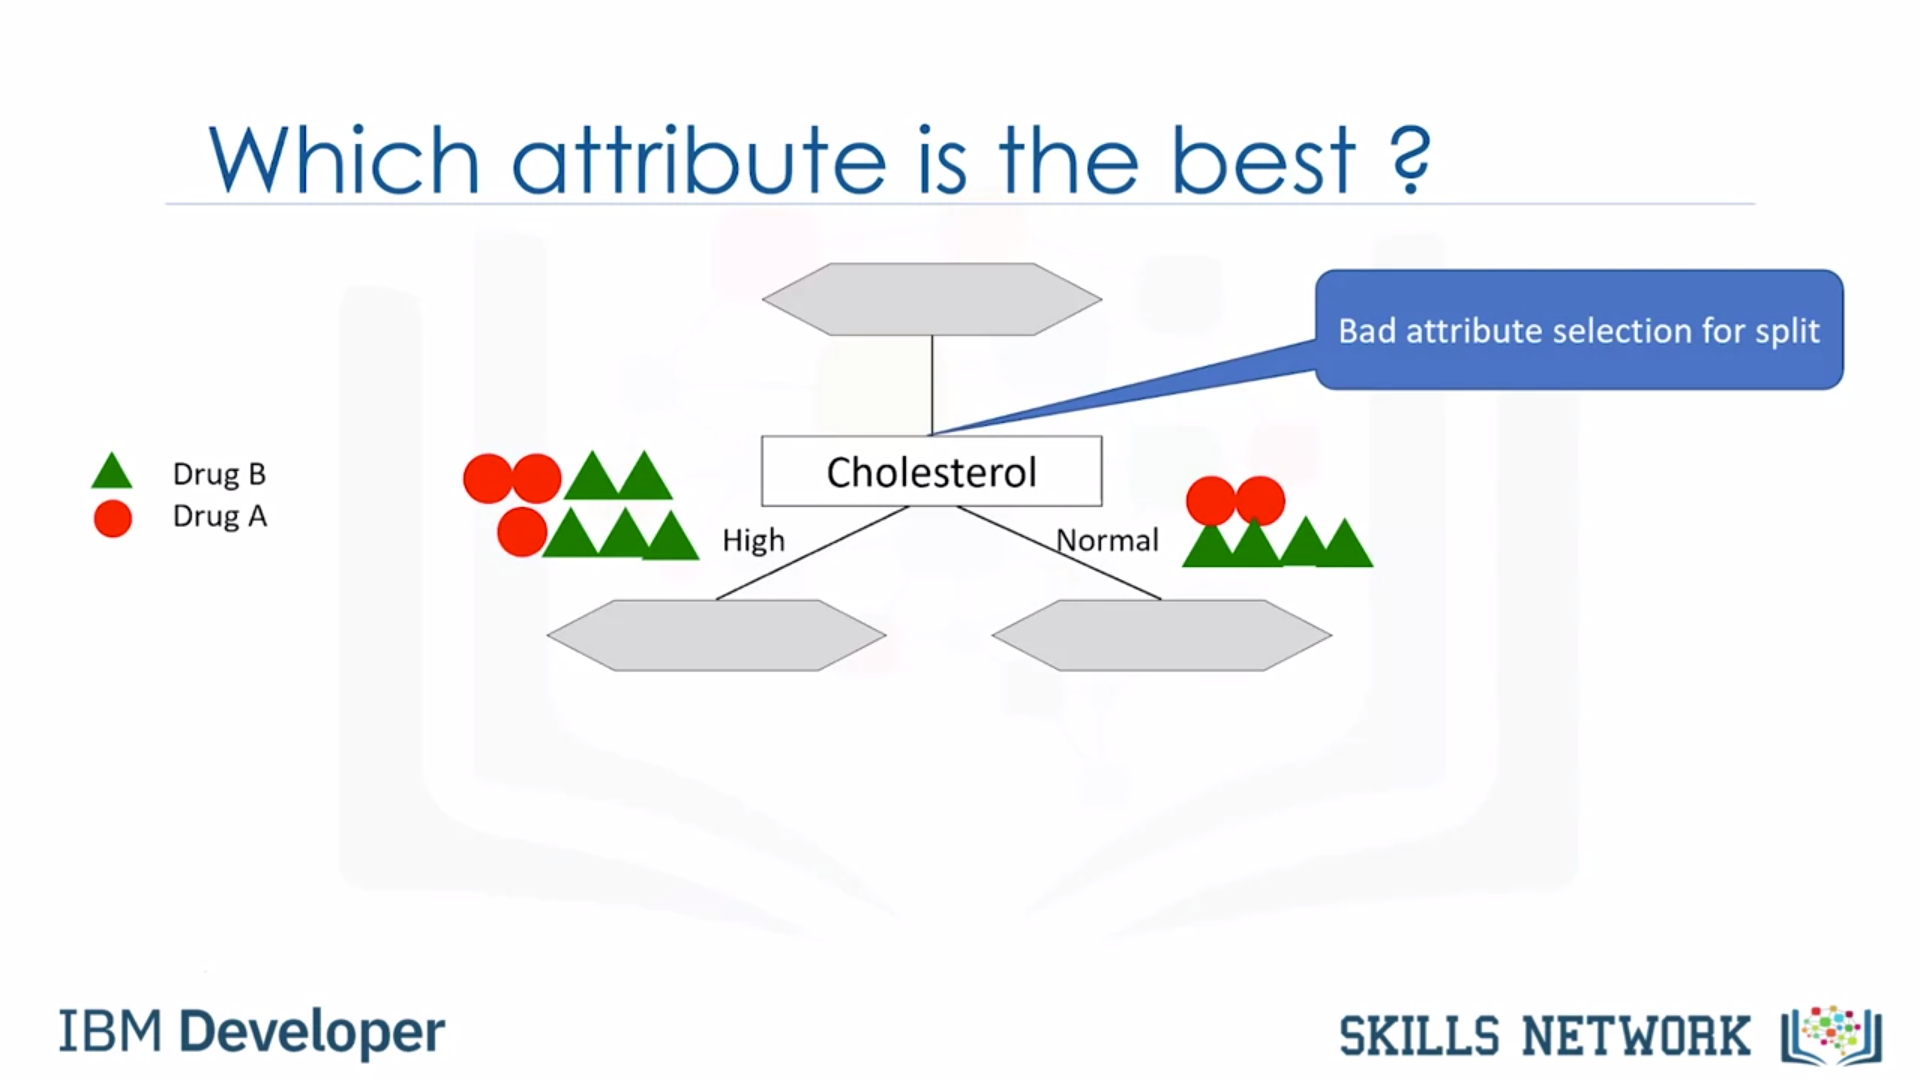 Which attribute is the best ?
Bad attribute selection for split
Cholesterol
Drug B
Drug A
High
Normal
IBM Developer
SKILLS NETWORK